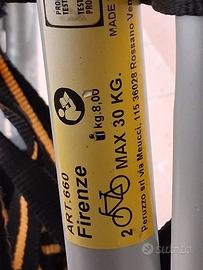 MADE
kg.8,00
ART.660
Firenze
2 MAX 30 KG.
Peruzzo srl via Meucci, 115 36028 Rossano Ven
subito